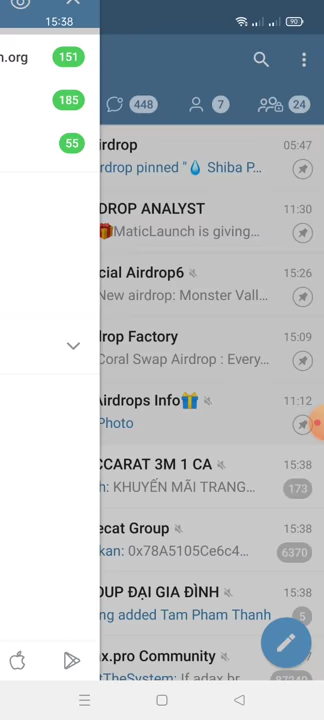 90
15:38
n.org 151
185
55
448 7 24
irdrop 05:47
rdrop pinned "💧 Shiba P...
DROP ANALYST 11:30
🎁MaticLaunch is giving...
cial Airdrop6 15:26
New airdrop: Monster Vall...
drop Factory 15:09
Coral Swap Airdrop : Every...
Airdrops Info🎁 11:12
Photo
CCARAT 3M 1 CA 15:38
h: KHUYẾN MÃI TRANG... 173
ecat Group 15:38
kan: 0x78A5105Ce6c4... 6370
OUP ĐẠI GIA ĐÌNH 15:38
ng added Tam Pham Thanh 5
ax.pro Community
tTheSystem: If adax br